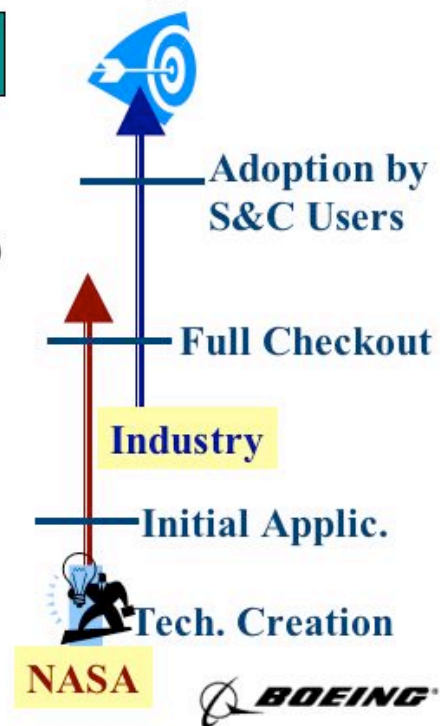 Adoption by
S&C Users
Full Checkout
Industry
Initial Applic.
Tech. Creation
NASA
BOEING